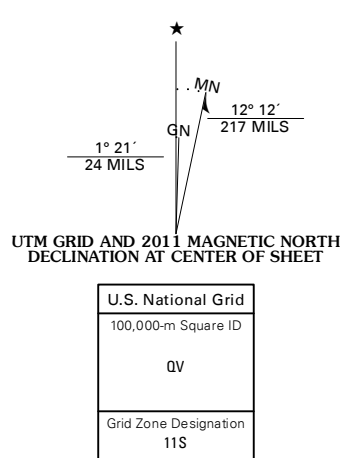 ★
MN
12° 12´
217 MILS
GN
1° 21´
24 MILS
UTM GRID AND 2011 MAGNETIC NORTH
DECLINATION AT CENTER OF SHEET
U.S. National Grid
100,000-m Square ID
QV
Grid Zone Designation
11S